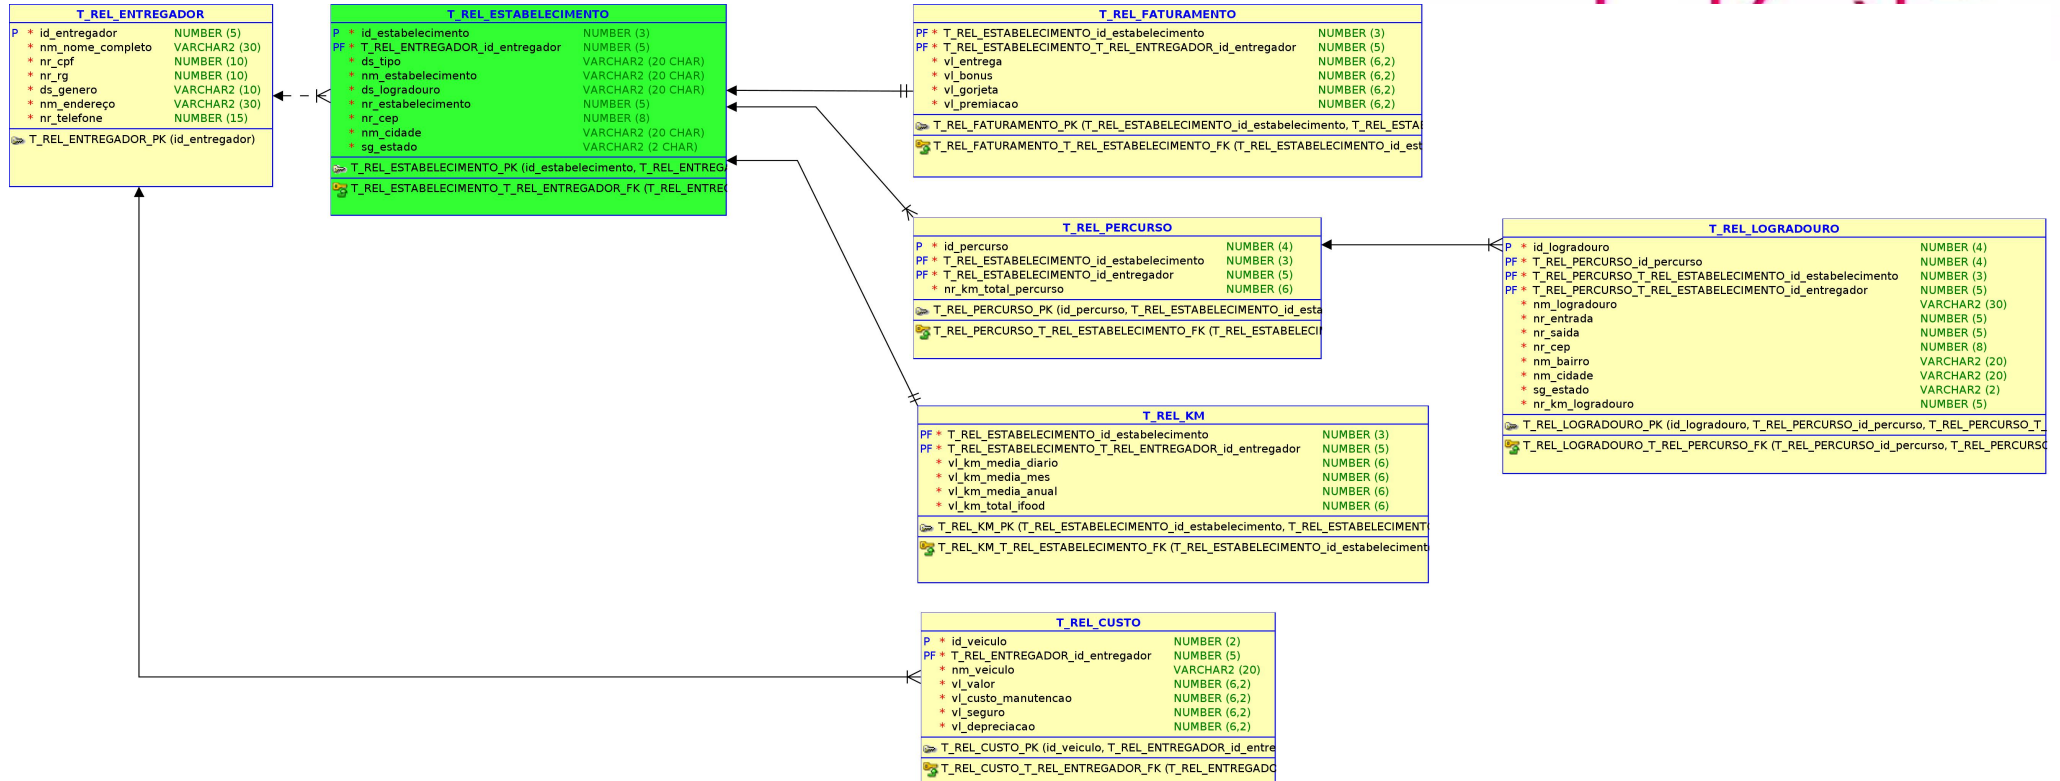 T_REL_ENTREGADOR
P * id_entregador NUMBER (5)
* nm_nome_completo VARCHAR2 (30)
* nr_cpf NUMBER (10)
* nr_rg NUMBER (10)
* ds_genero VARCHAR2 (10)
* nm_endereço VARCHAR2 (30)
* nr_telefone NUMBER (15)
T_REL_ENTREGADOR_PK (id_entregador)
T_REL_ESTABELECIMENTO
P * id_estabelecimento NUMBER (3)
PF * T_REL_ENTREGADOR_id_entregador NUMBER (5)
* ds_tipo VARCHAR2 (20 CHAR)
* nm_estabelecimento VARCHAR2 (20 CHAR)
* ds_logradouro VARCHAR2 (20 CHAR)
* nr_estabelecimento NUMBER (5)
* nr_cep NUMBER (8)
* nm_cidade VARCHAR2 (20 CHAR)
* sg_estado VARCHAR2 (2 CHAR)
T_REL_ESTABELECIMENTO_PK (id_estabelecimento, T_REL_ENTREGA
T_REL_ESTABELECIMENTO_T_REL_ENTREGADOR_FK (T_REL_ENTREG
T_REL_FATURAMENTO
PF * T_REL_ESTABELECIMENTO_id_estabelecimento NUMBER (3)
PF * T_REL_ESTABELECIMENTO_T_REL_ENTREGADOR_id_entregador NUMBER (5)
* vl_entrega NUMBER (6,2)
* vl_bonus NUMBER (6,2)
* vl_gorjeta NUMBER (6,2)
* vl_premiacao NUMBER (6,2)
T_REL_FATURAMENTO_PK (T_REL_ESTABELECIMENTO_id_estabelecimento, T_REL_ESTAB
T_REL_FATURAMENTO_T_REL_ESTABELECIMENTO_FK (T_REL_ESTABELECIMENTO_id_est
T_REL_PERCURSO
P * id_percurso NUMBER (4)
PF * T_REL_ESTABELECIMENTO_id_estabelecimento NUMBER (3)
PF * T_REL_ESTABELECIMENTO_id_entregador NUMBER (5)
* nr_km_total_percurso NUMBER (6)
T_REL_PERCURSO_PK (id_percurso, T_REL_ESTABELECIMENTO_id_esta
T_REL_PERCURSO_T_REL_ESTABELECIMENTO_FK (T_REL_ESTABELECIM
T_REL_LOGRADOURO
P * id_logradouro NUMBER (4)
PF * T_REL_PERCURSO_id_percurso NUMBER (4)
PF * T_REL_PERCURSO_T_REL_ESTABELECIMENTO_id_estabelecimento NUMBER (3)
PF * T_REL_PERCURSO_T_REL_ESTABELECIMENTO_id_entregador NUMBER (5)
* nm_logradouro VARCHAR2 (30)
* nr_entrada NUMBER (5)
* nr_saida NUMBER (5)
* nr_cep NUMBER (8)
* nm_bairro VARCHAR2 (20)
* nm_cidade VARCHAR2 (20)
* sg_estado VARCHAR2 (2)
* nr_km_logradouro NUMBER (5)
T_REL_LOGRADOURO_PK (id_logradouro, T_REL_PERCURSO_id_percurso, T_REL_PERCURSO_T_
T_REL_LOGRADOURO_T_REL_PERCURSO_FK (T_REL_PERCURSO_id_percurso, T_REL_PERCURSO
T_REL_KM
PF * T_REL_ESTABELECIMENTO_id_estabelecimento NUMBER (3)
PF * T_REL_ESTABELECIMENTO_T_REL_ENTREGADOR_id_entregador NUMBER (5)
* vl_km_media_diario NUMBER (6)
* vl_km_media_mes NUMBER (6)
* vl_km_media_anual NUMBER (6)
* vl_km_total_ifood NUMBER (6)
T_REL_KM_PK (T_REL_ESTABELECIMENTO_id_estabelecimento, T_REL_ESTABELECIMENTO
T_REL_KM_T_REL_ESTABELECIMENTO_FK (T_REL_ESTABELECIMENTO_id_estabeleciment
T_REL_CUSTO
P * id_veiculo NUMBER (2)
PF * T_REL_ENTREGADOR_id_entregador NUMBER (5)
* nm_veiculo VARCHAR2 (20)
* vl_valor NUMBER (6,2)
* vl_custo_manutencao NUMBER (6,2)
* vl_seguro NUMBER (6,2)
* vl_depreciacao NUMBER (6,2)
T_REL_CUSTO_PK (id_veiculo, T_REL_ENTREGADOR_id_entre
T_REL_CUSTO_T_REL_ENTREGADOR_FK (T_REL_ENTREGADO